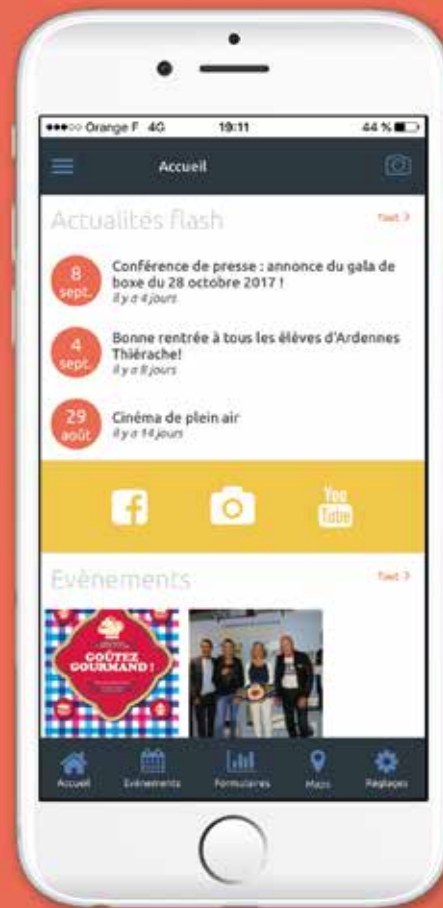 Orange F 4G 19:11 44 %
Accueil
Actualités flash Tout >
8 sept.
Conférence de presse : annonce du gala de
boxe du 28 octobre 2017 !
il y a 4 jours
4 sept.
Bonne rentrée à tous les élèves d'Ardennes
Thiérache!
il y a 8 jours
29 août
Cinéma de plein air
il y a 14 jours
You
Tube
Evènements Tout >
GOÛTEZ
GOURMAND !
Accueil Evènements Formulaires Maps Réglages